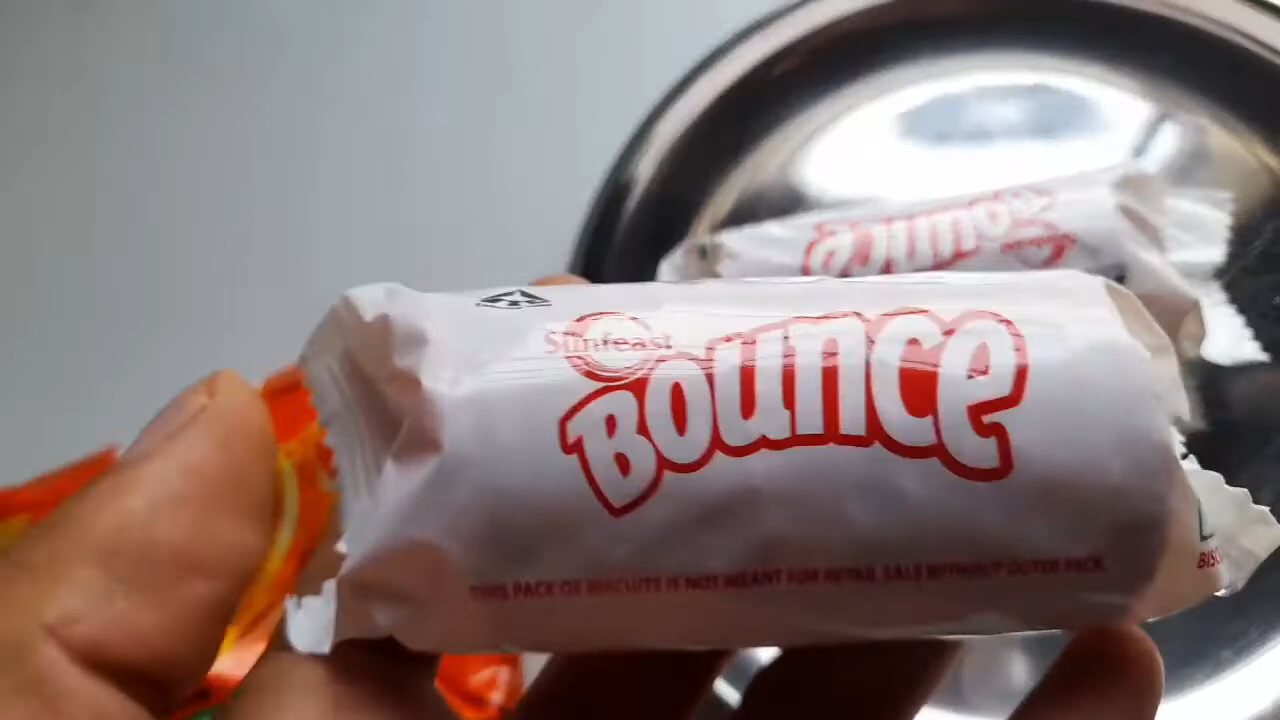 Sunfeast
Bounce
THIS PACK OF BISCUITS IS NOT MEANT FOR RETAIL SALE WITHOUT OUTER PACK.
Bounce